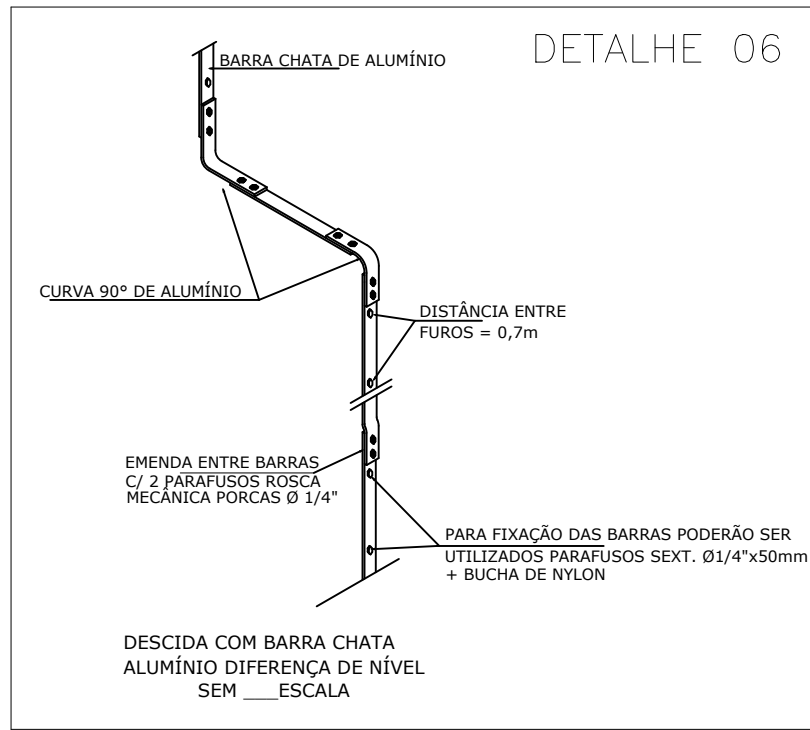 DETALHE 06
BARRA CHATA DE ALUMÍNIO
CURVA 90° DE ALUMÍNIO
DISTÂNCIA ENTRE
FUROS = 0,7m
EMENDA ENTRE BARRAS
C/ 2 PARAFUSOS ROSCA
MECÂNICA PORCAS Ø 1/4"
PARA FIXAÇÃO DAS BARRAS PODERÃO SER
UTILIZADOS PARAFUSOS SEXT. Ø1/4"x50mm
+ BUCHA DE NYLON
DESCIDA COM BARRA CHATA
ALUMÍNIO DIFERENÇA DE NÍVEL
SEM ___ESCALA